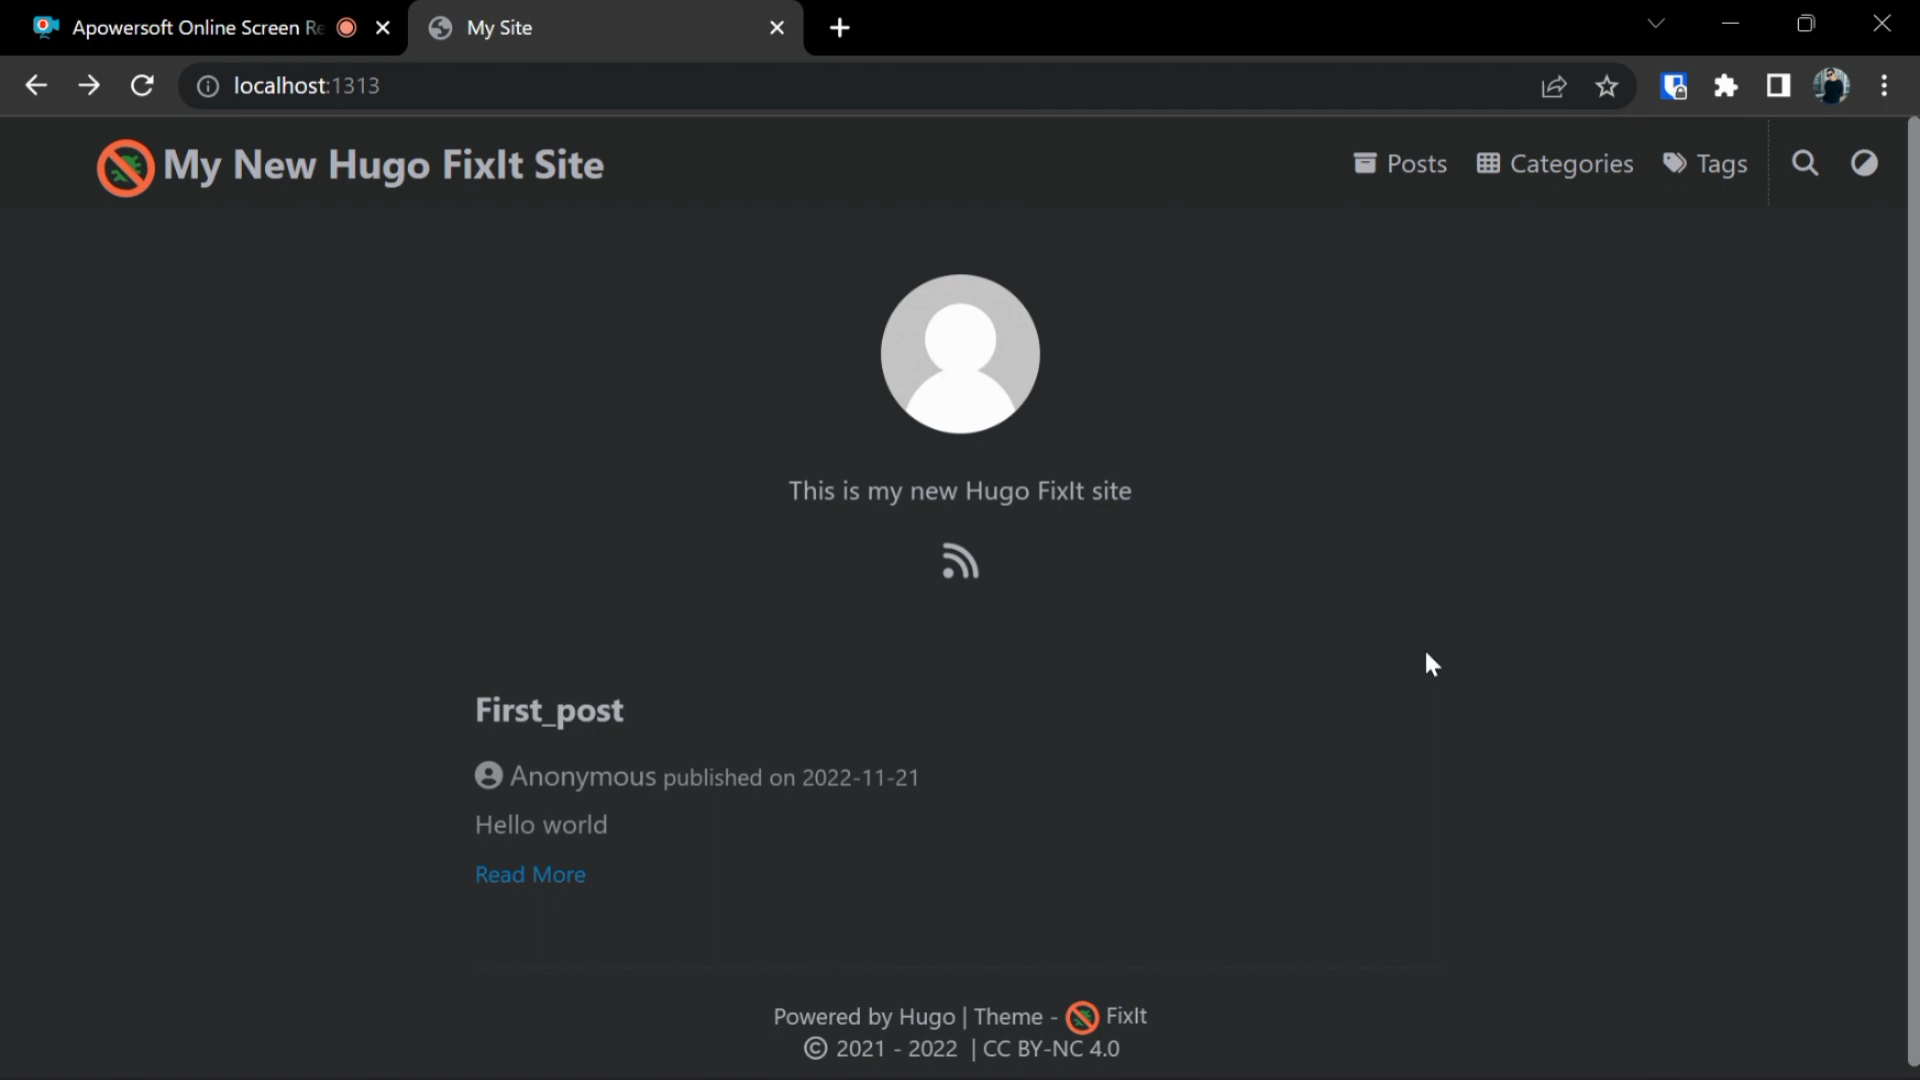 Apowersoft Online Screen Re
My Site
localhost:1313
My New Hugo FixIt Site
Posts
Categories
Tags
This is my new Hugo FixIt site
First_post
Anonymous published on 2022-11-21
Hello world
Read More
Powered by Hugo | Theme - FixIt
© 2021 - 2022 | CC BY-NC 4.0